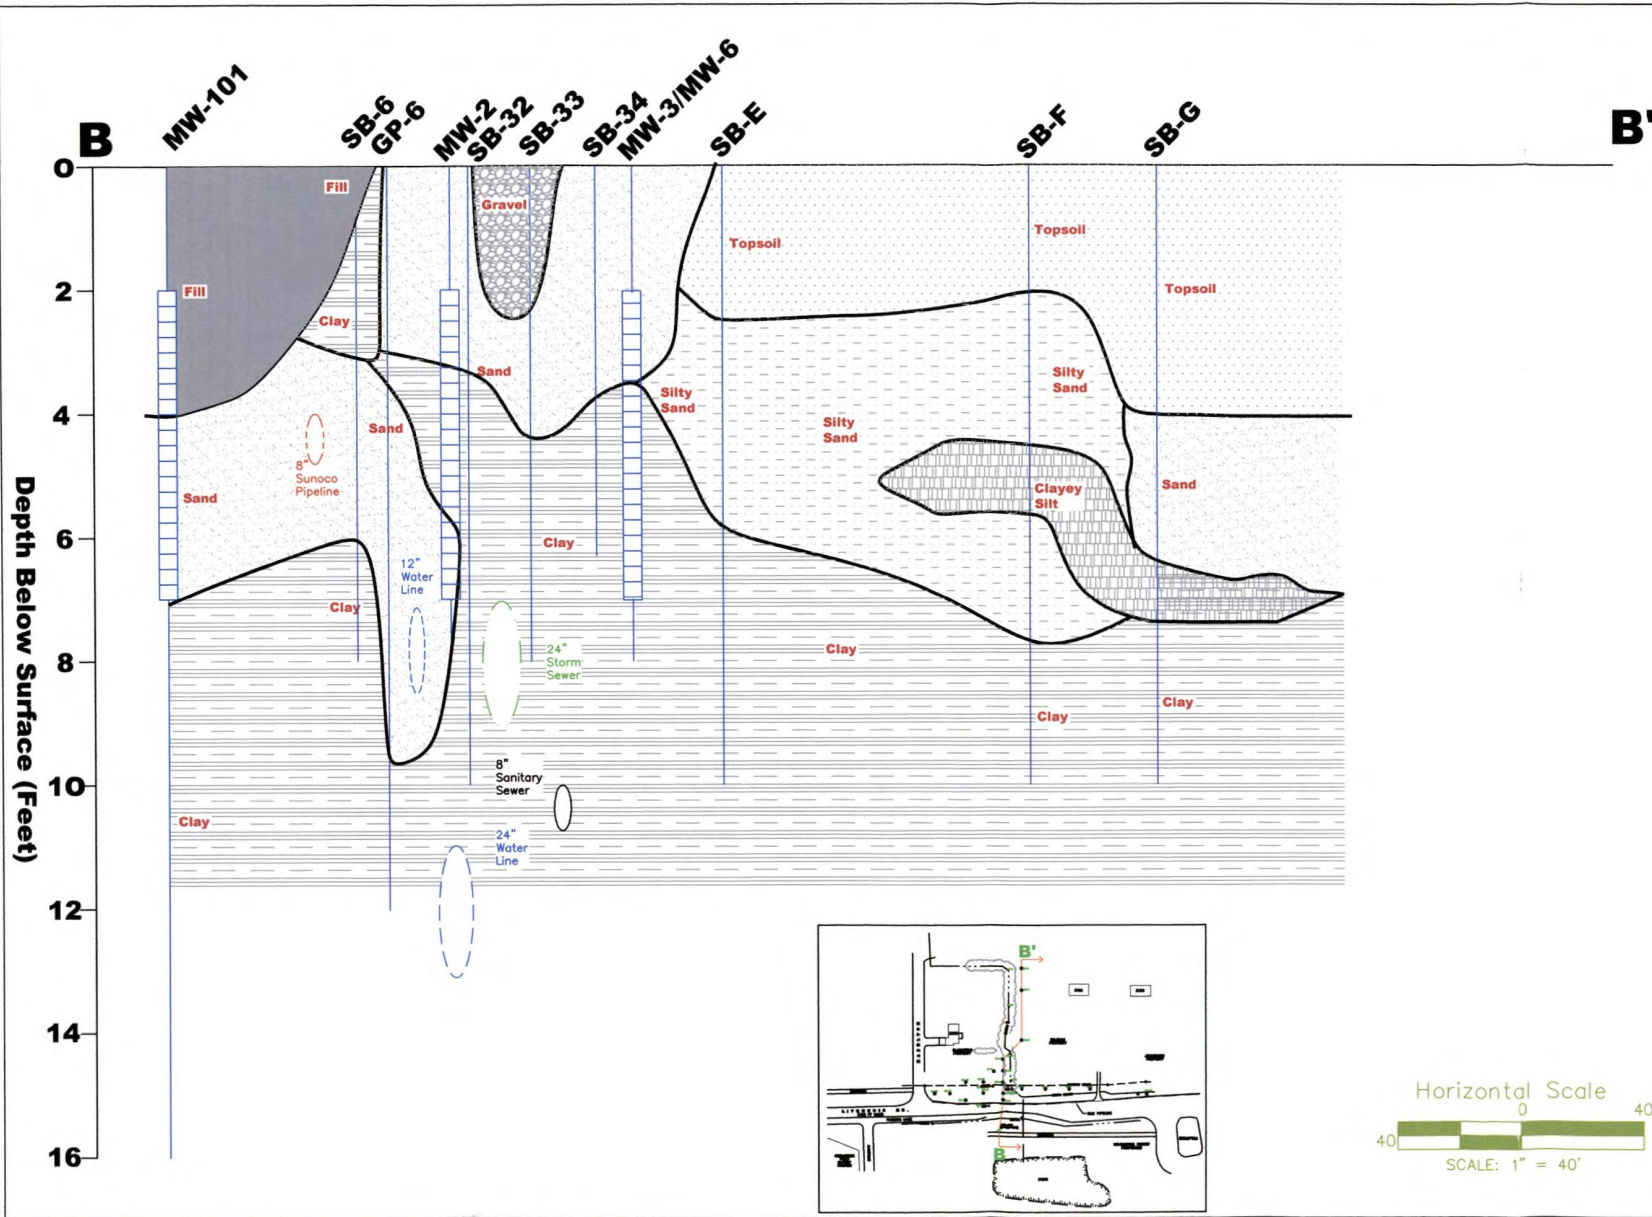 B
MW-101
SB-6
GP-6
MW-2
SB-32
SB-33
SB-34
MW-3/MW-6
SB-E
SB-F
SB-G
B'
Depth Below Surface (Feet)
0
2
4
6
8
10
12
14
16
Fill
Gravel
Topsoil
Topsoil
Fill
Topsoil
Clay
Sand
Silty
Sand
Silty
Sand
Sand
Silty
Sand
8"
Sunoco
Pipeline
Sand
Clayey
Silt
Sand
Clay
12"
Water
Line
Clay
24"
Storm
Sewer
Clay
Clay
Clay
8"
Sanitary
Sewer
Clay
24"
Water
Line
B'
B
Horizontal Scale
0
40
40
SCALE: 1" = 40'